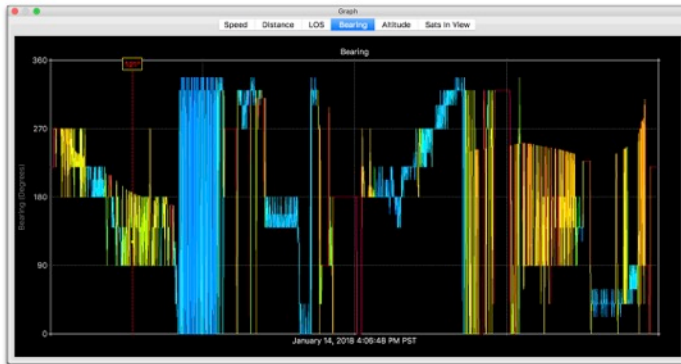 Graph
Speed Distance LOS Bearing Altitude Sats In View
Bearing
360
270
180
90
0
Bearing (Degrees)
January 14, 2018 4:06:48 PM PST